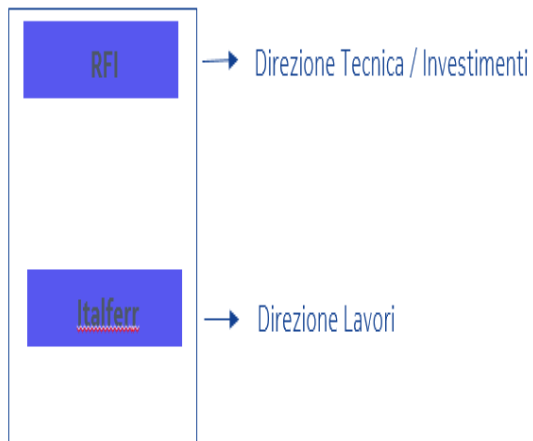 RFI
Direzione Tecnica / Investimenti
Italferr
Direzione Lavori